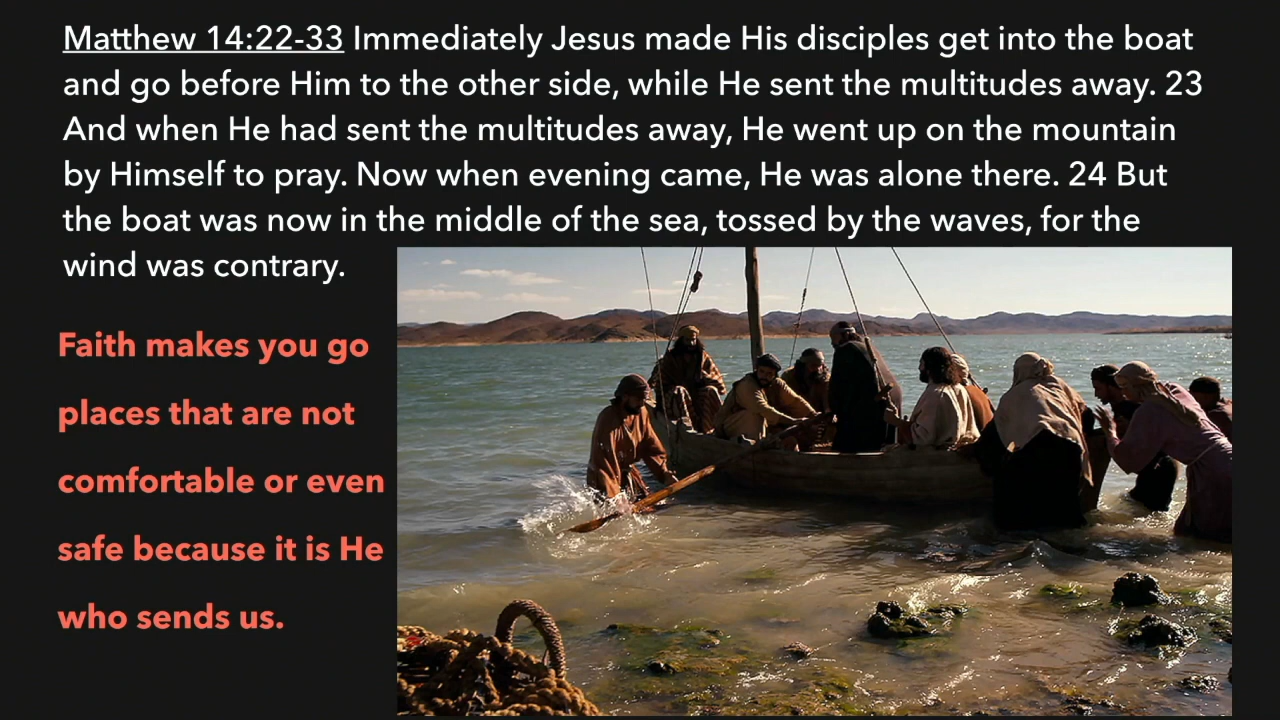 Matthew 14:22-33 Immediately Jesus made His disciples get into the boat
and go before Him to the other side, while He sent the multitudes away. 23
And when He had sent the multitudes away, He went up on the mountain
by Himself to pray. Now when evening came, He was alone there. 24 But
the boat was now in the middle of the sea, tossed by the waves, for the
wind was contrary.
Faith makes you go
places that are not
comfortable or even
safe because it is He
who sends us.